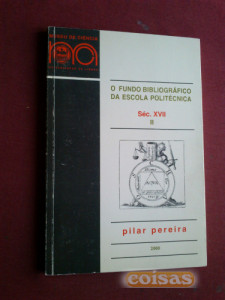 O FUNDO BIBLIOGRÁFICO
DA ESCOLA POLITÉCNICA
Séc. XVII
II
pilar pereira
coisas